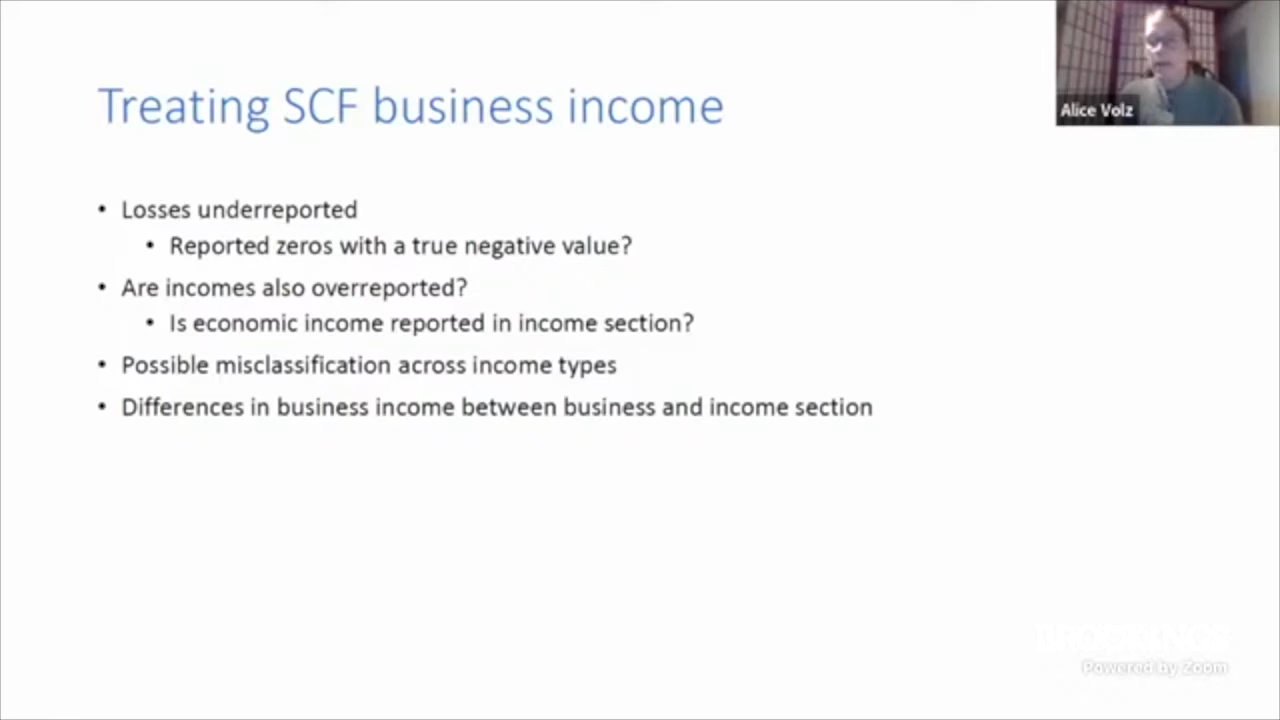 Alice Volz
Treating SCF business income
• Losses underreported
• Reported zeros with a true negative value?
• Are incomes also overreported?
• Is economic income reported in income section?
• Possible misclassification across income types
• Differences in business income between business and income section
BROOKINGS
Powered by Zoom